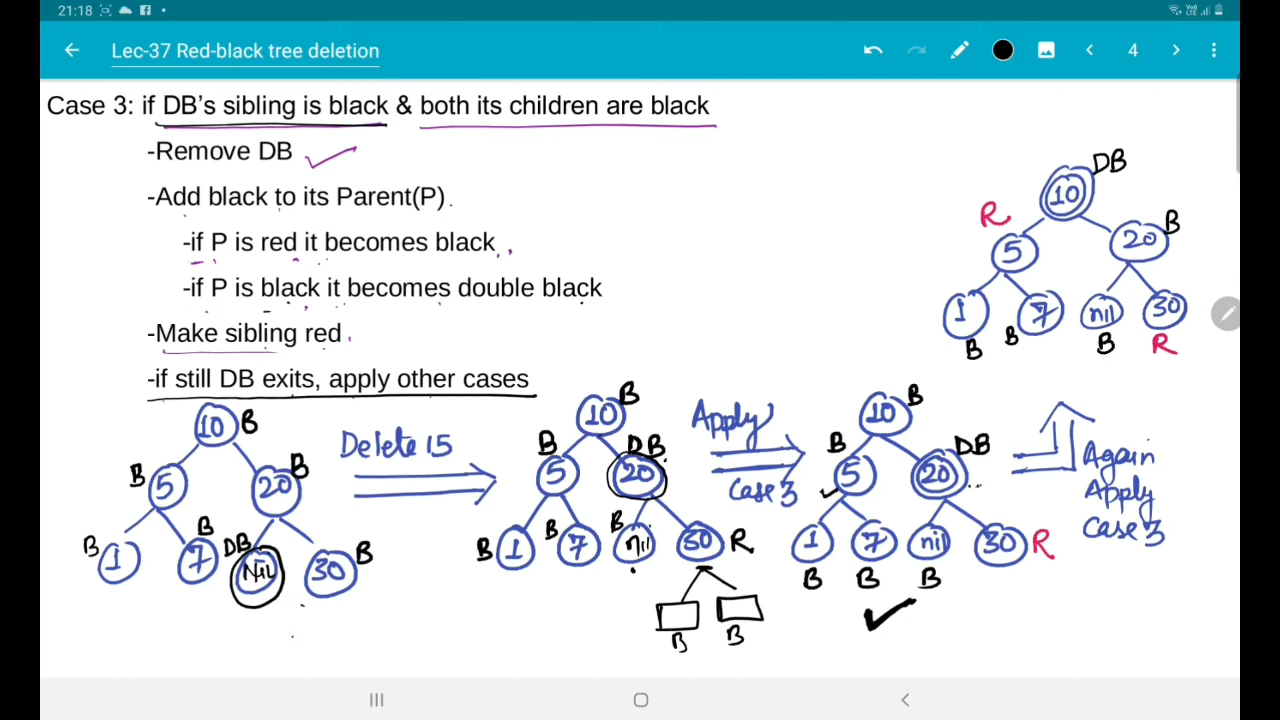 21:18
Vo)) LTE
Lec-37 Red-black tree deletion
4
Case 3: if DB's sibling is black & both its children are black
-Remove DB
-Add black to its Parent(P).
-if P is red it becomes black
-if P is black it becomes double black
-Make sibling red
-if still DB exits, apply other cases
DB
10
R
B
5
20
1
7
nil
30
B
B
B
R
10
B
B
B
5
20
B
B
DB
B
1
7
Nil
30
Delete 15
10
B
B
DB
5
20
B
B
B
1
7
nil
30
R
B
B
Apply
Case 3
10
B
B
DB
5
20
1
7
nil
30
R
B
B
B
Again
Apply
Case 3